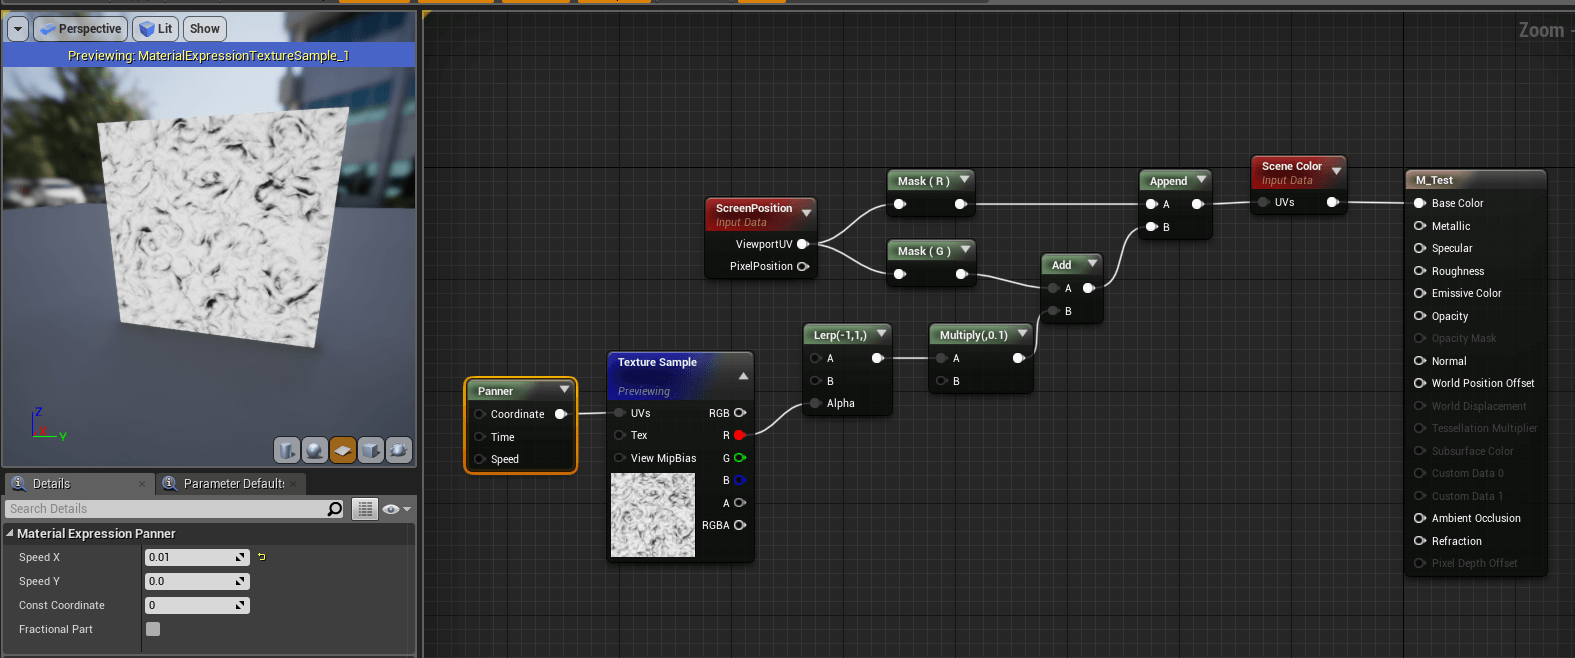 Perspective
Lit
Show
Zoom -
Previewing: MaterialExpressionTextureSample_1
Z
X
Y
ScreenPosition
Input Data
ViewportUV
PixelPosition
Mask ( R )
Mask ( G )
Append
A
B
Add
A
B
Scene Color
Input Data
UVs
M_Test
Base Color
Metallic
Specular
Roughness
Emissive Color
Opacity
Opacity Mask
Normal
World Position Offset
World Displacement
Tessellation Multiplier
Subsurface Color
Custom Data 0
Custom Data 1
Ambient Occlusion
Refraction
Pixel Depth Offset
Panner
Coordinate
Time
Speed
Texture Sample
Previewing
UVs
Tex
View MipBias
RGB
R
G
B
A
RGBA
Lerp(-1,1,)
A
B
Alpha
Multiply(,0.1)
A
B
Details
Parameter Defaults
Search Details
Material Expression Panner
Speed X 0.01
Speed Y 0.0
Const Coordinate 0
Fractional Part